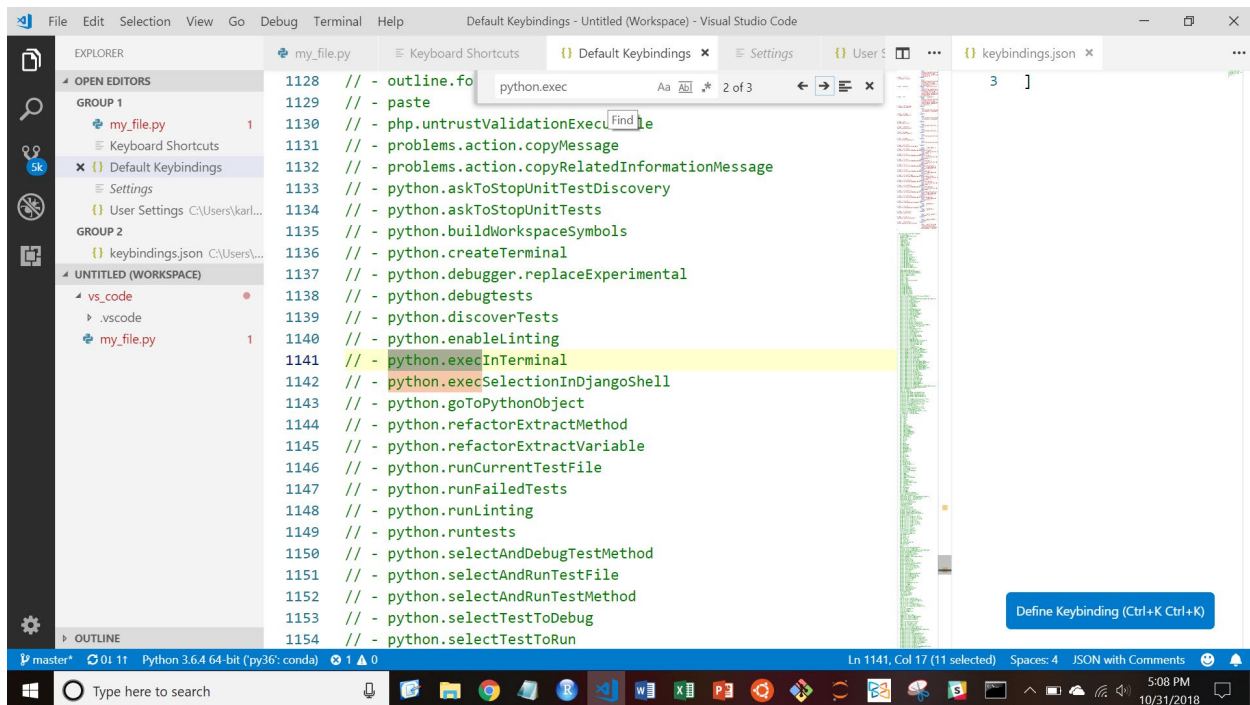 File Edit Selection View Go Debug Terminal Help Default Keybindings - Untitled (Workspace) - Visual Studio Code
EXPLORER
OPEN EDITORS
GROUP 1
my_file.py 1
Keyboard Shortcuts
{} Default Keybindings
Settings
{} User Settings C:\Users\karl...
GROUP 2
{} keybindings.json C:\Users\...
UNTITLED (WORKSPACE)
vs_code
.vscode
my_file.py 1
OUTLINE
my_file.py Keyboard Shortcuts {} Default Keybindings Settings {} User S
python.exec Aa Abl .* 2 of 3
Find
1128 // - outline.fo
1129 // - paste
1130 // - php.untrustValidationExecu le
1131 // - problems.action.copyMessage
1132 // - problems.action.copyRelatedInformationMessage
1133 // - python.askToStopUnitTestDiscovery
1134 // - python.askToStopUnitTests
1135 // - python.buildWorkspaceSymbols
1136 // - python.createTerminal
1137 // - python.debugger.replaceExperimental
1138 // - python.debugtests
1139 // - python.discoverTests
1140 // - python.enableLinting
1141 // - python.execInTerminal
1142 // - python.execSelectionInDjangoShell
1143 // - python.goToPythonObject
1144 // - python.refactorExtractMethod
1145 // - python.refactorExtractVariable
1146 // - python.runCurrentTestFile
1147 // - python.runFailedTests
1148 // - python.runLinting
1149 // - python.runtests
1150 // - python.selectAndDebugTestMethod
1151 // - python.selectAndRunTestFile
1152 // - python.selectAndRunTestMethod
1153 // - python.selectTestToDebug
1154 // - python.selectTestToRun
{} keybindings.json
3 ]
Define Keybinding (Ctrl+K Ctrl+K)
5k
master* 0↓ 1↑ Python 3.6.4 64-bit ('py36': conda) 1 0 Ln 1141, Col 17 (11 selected) Spaces: 4 JSON with Comments
Type here to search
5:08 PM
10/31/2018